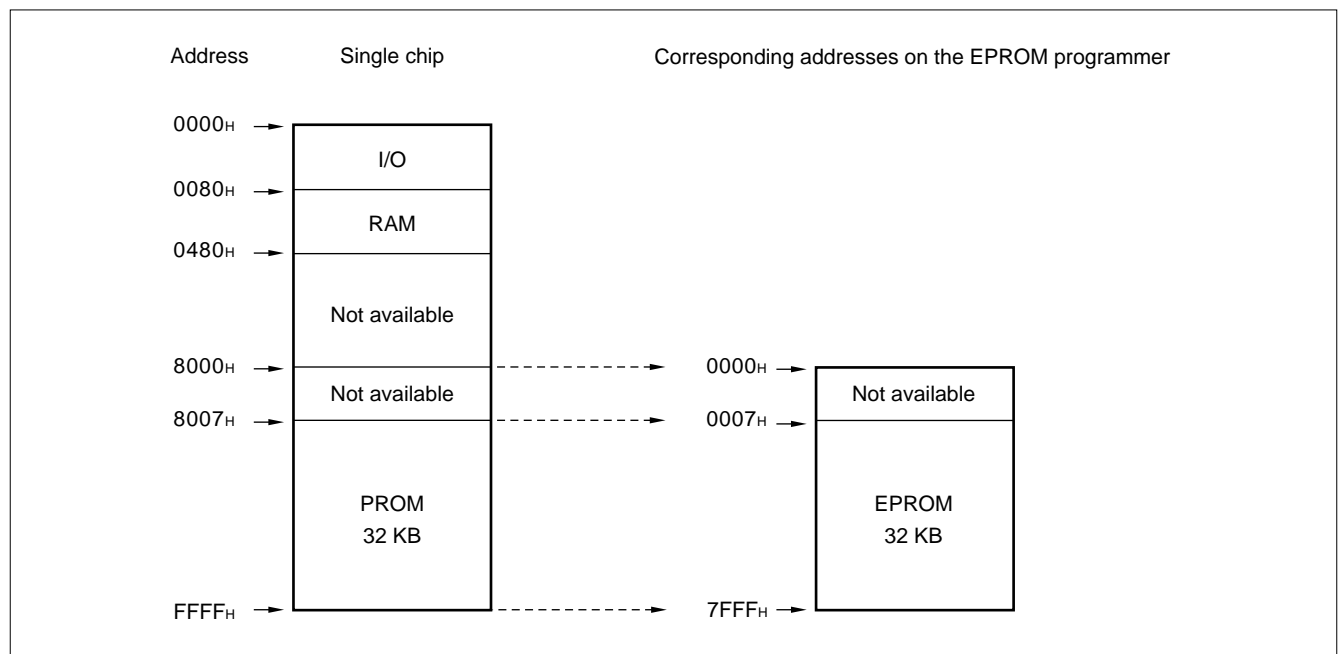 Address Single chip Corresponding addresses on the EPROM programmer
0000H
I/O
0080H
RAM
0480H
Not available
8000H 0000H
Not available Not available
8007H 0007H
PROM EPROM
32 KB 32 KB
FFFFH 7FFFH